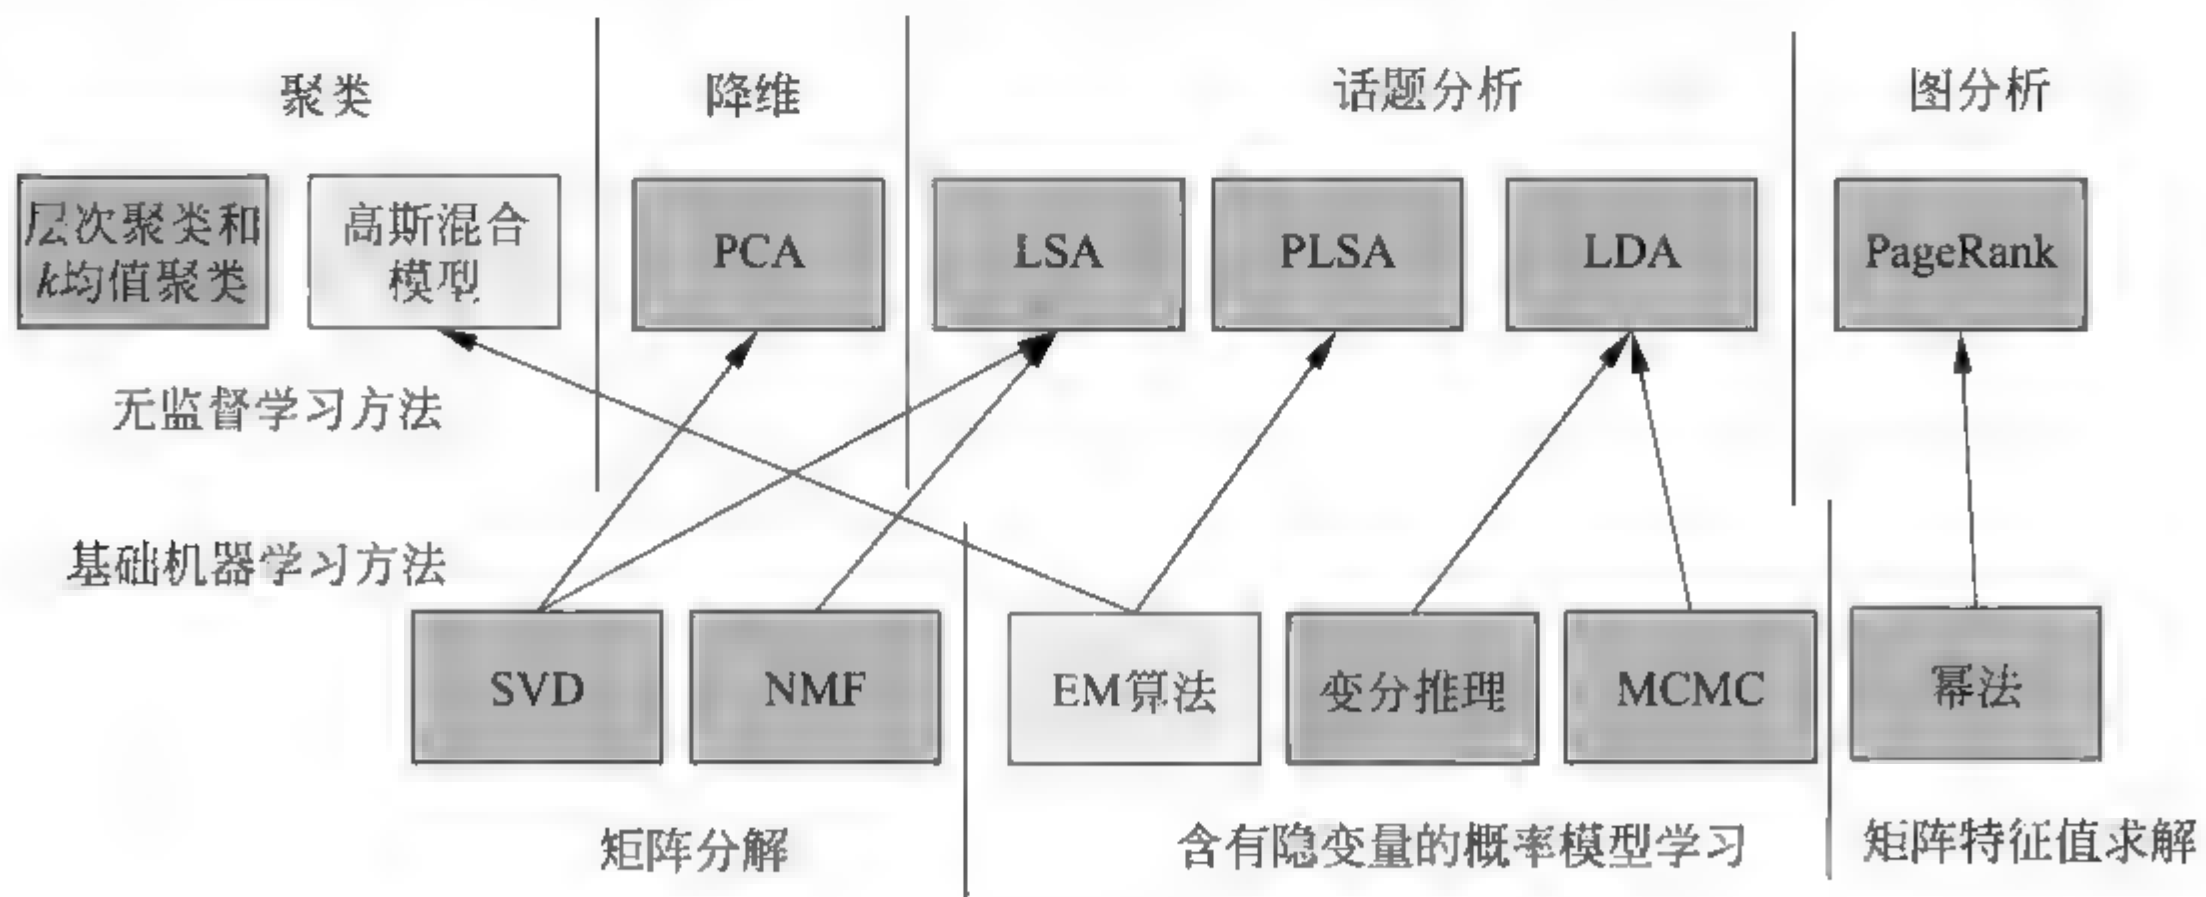 聚类
降维
话题分析
图分析
层次聚类和
k均值聚类
高斯混合
模型
PCA
LSA
PLSA
LDA
PageRank
无监督学习方法
基础机器学习方法
SVD
NMF
EM算法
变分推理
MCMC
幂法
矩阵分解
含有隐变量的概率模型学习
矩阵特征值求解